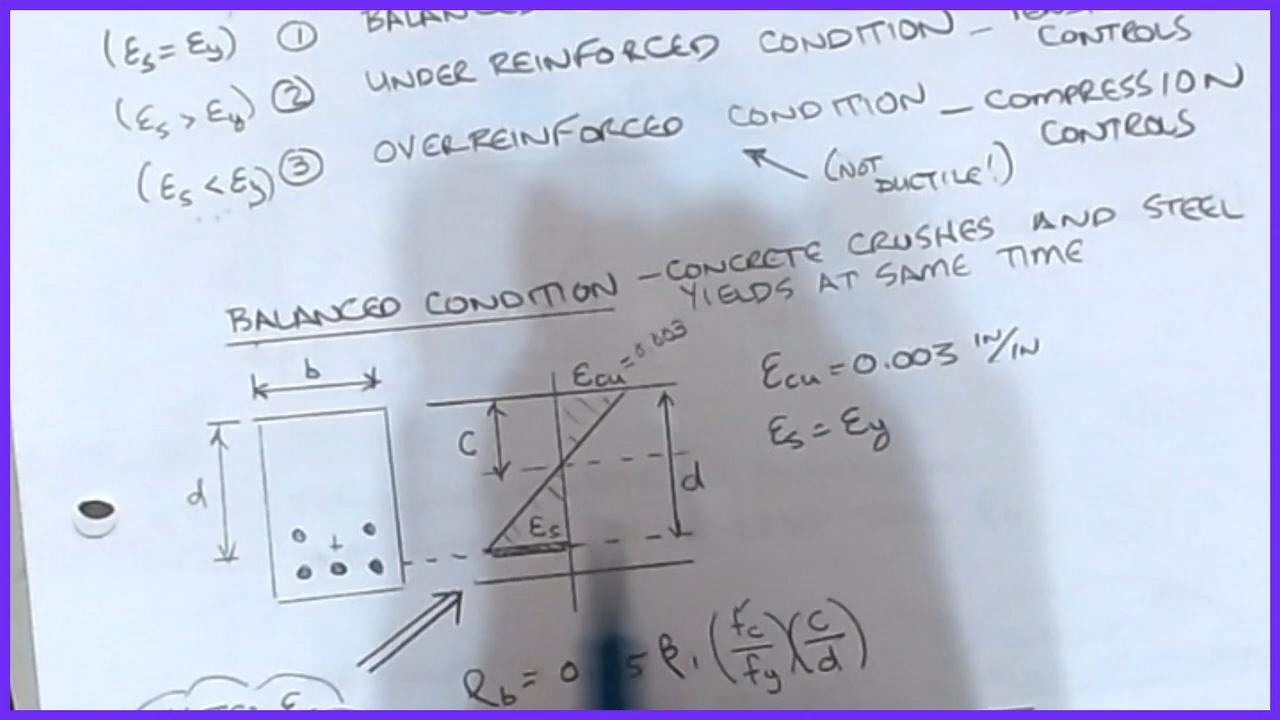 (εs = εy) ①
(εs > εy) ② UNDER REINFORCED CONDITION – CONTROLS
(εs < εy) ③ OVERREINFORCED CONDITION – COMPRESSION CONTROLS
(NOT DUCTILE!)
BALANCED CONDITION – CONCRETE CRUSHES AND STEEL
YIELDS AT SAME TIME
b
εcu = 0.003
εcu = 0.003 IN/IN
εs = εy
c
d
d
εs
ρb = 0 5 β1 (f'c/fy)(c/d)